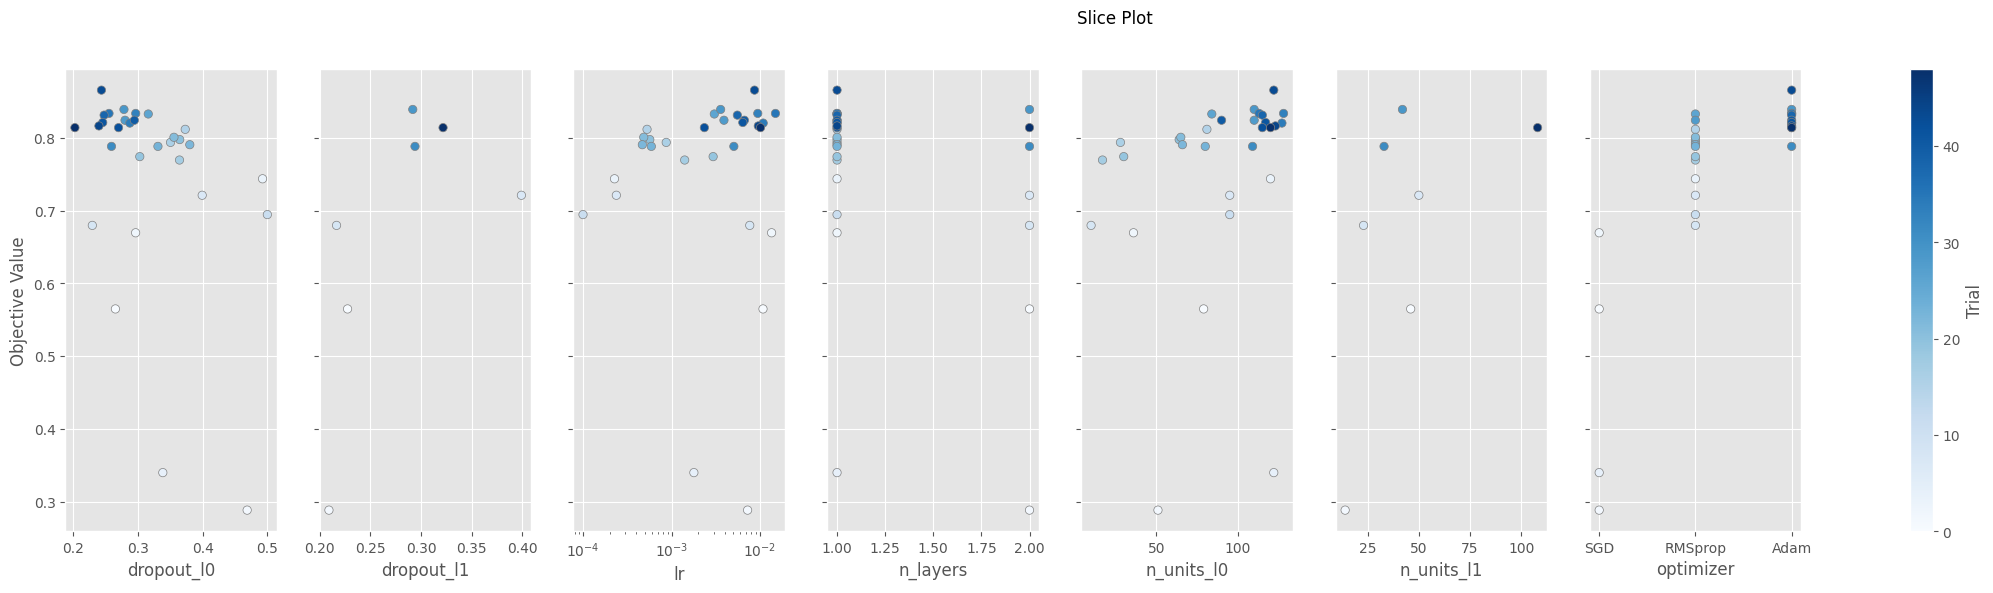 Slice Plot
Objective Value
0.8
0.7
0.6
0.5
0.4
0.3
0.2 0.3 0.4 0.5
dropout_l0
0.20 0.25 0.30 0.35 0.40
dropout_l1
10⁻⁴ 10⁻³ 10⁻²
lr
1.00 1.25 1.50 1.75 2.00
n_layers
50 100
n_units_l0
25 50 75 100
n_units_l1
SGD RMSprop Adam
optimizer
40
30
20
10
0
Trial